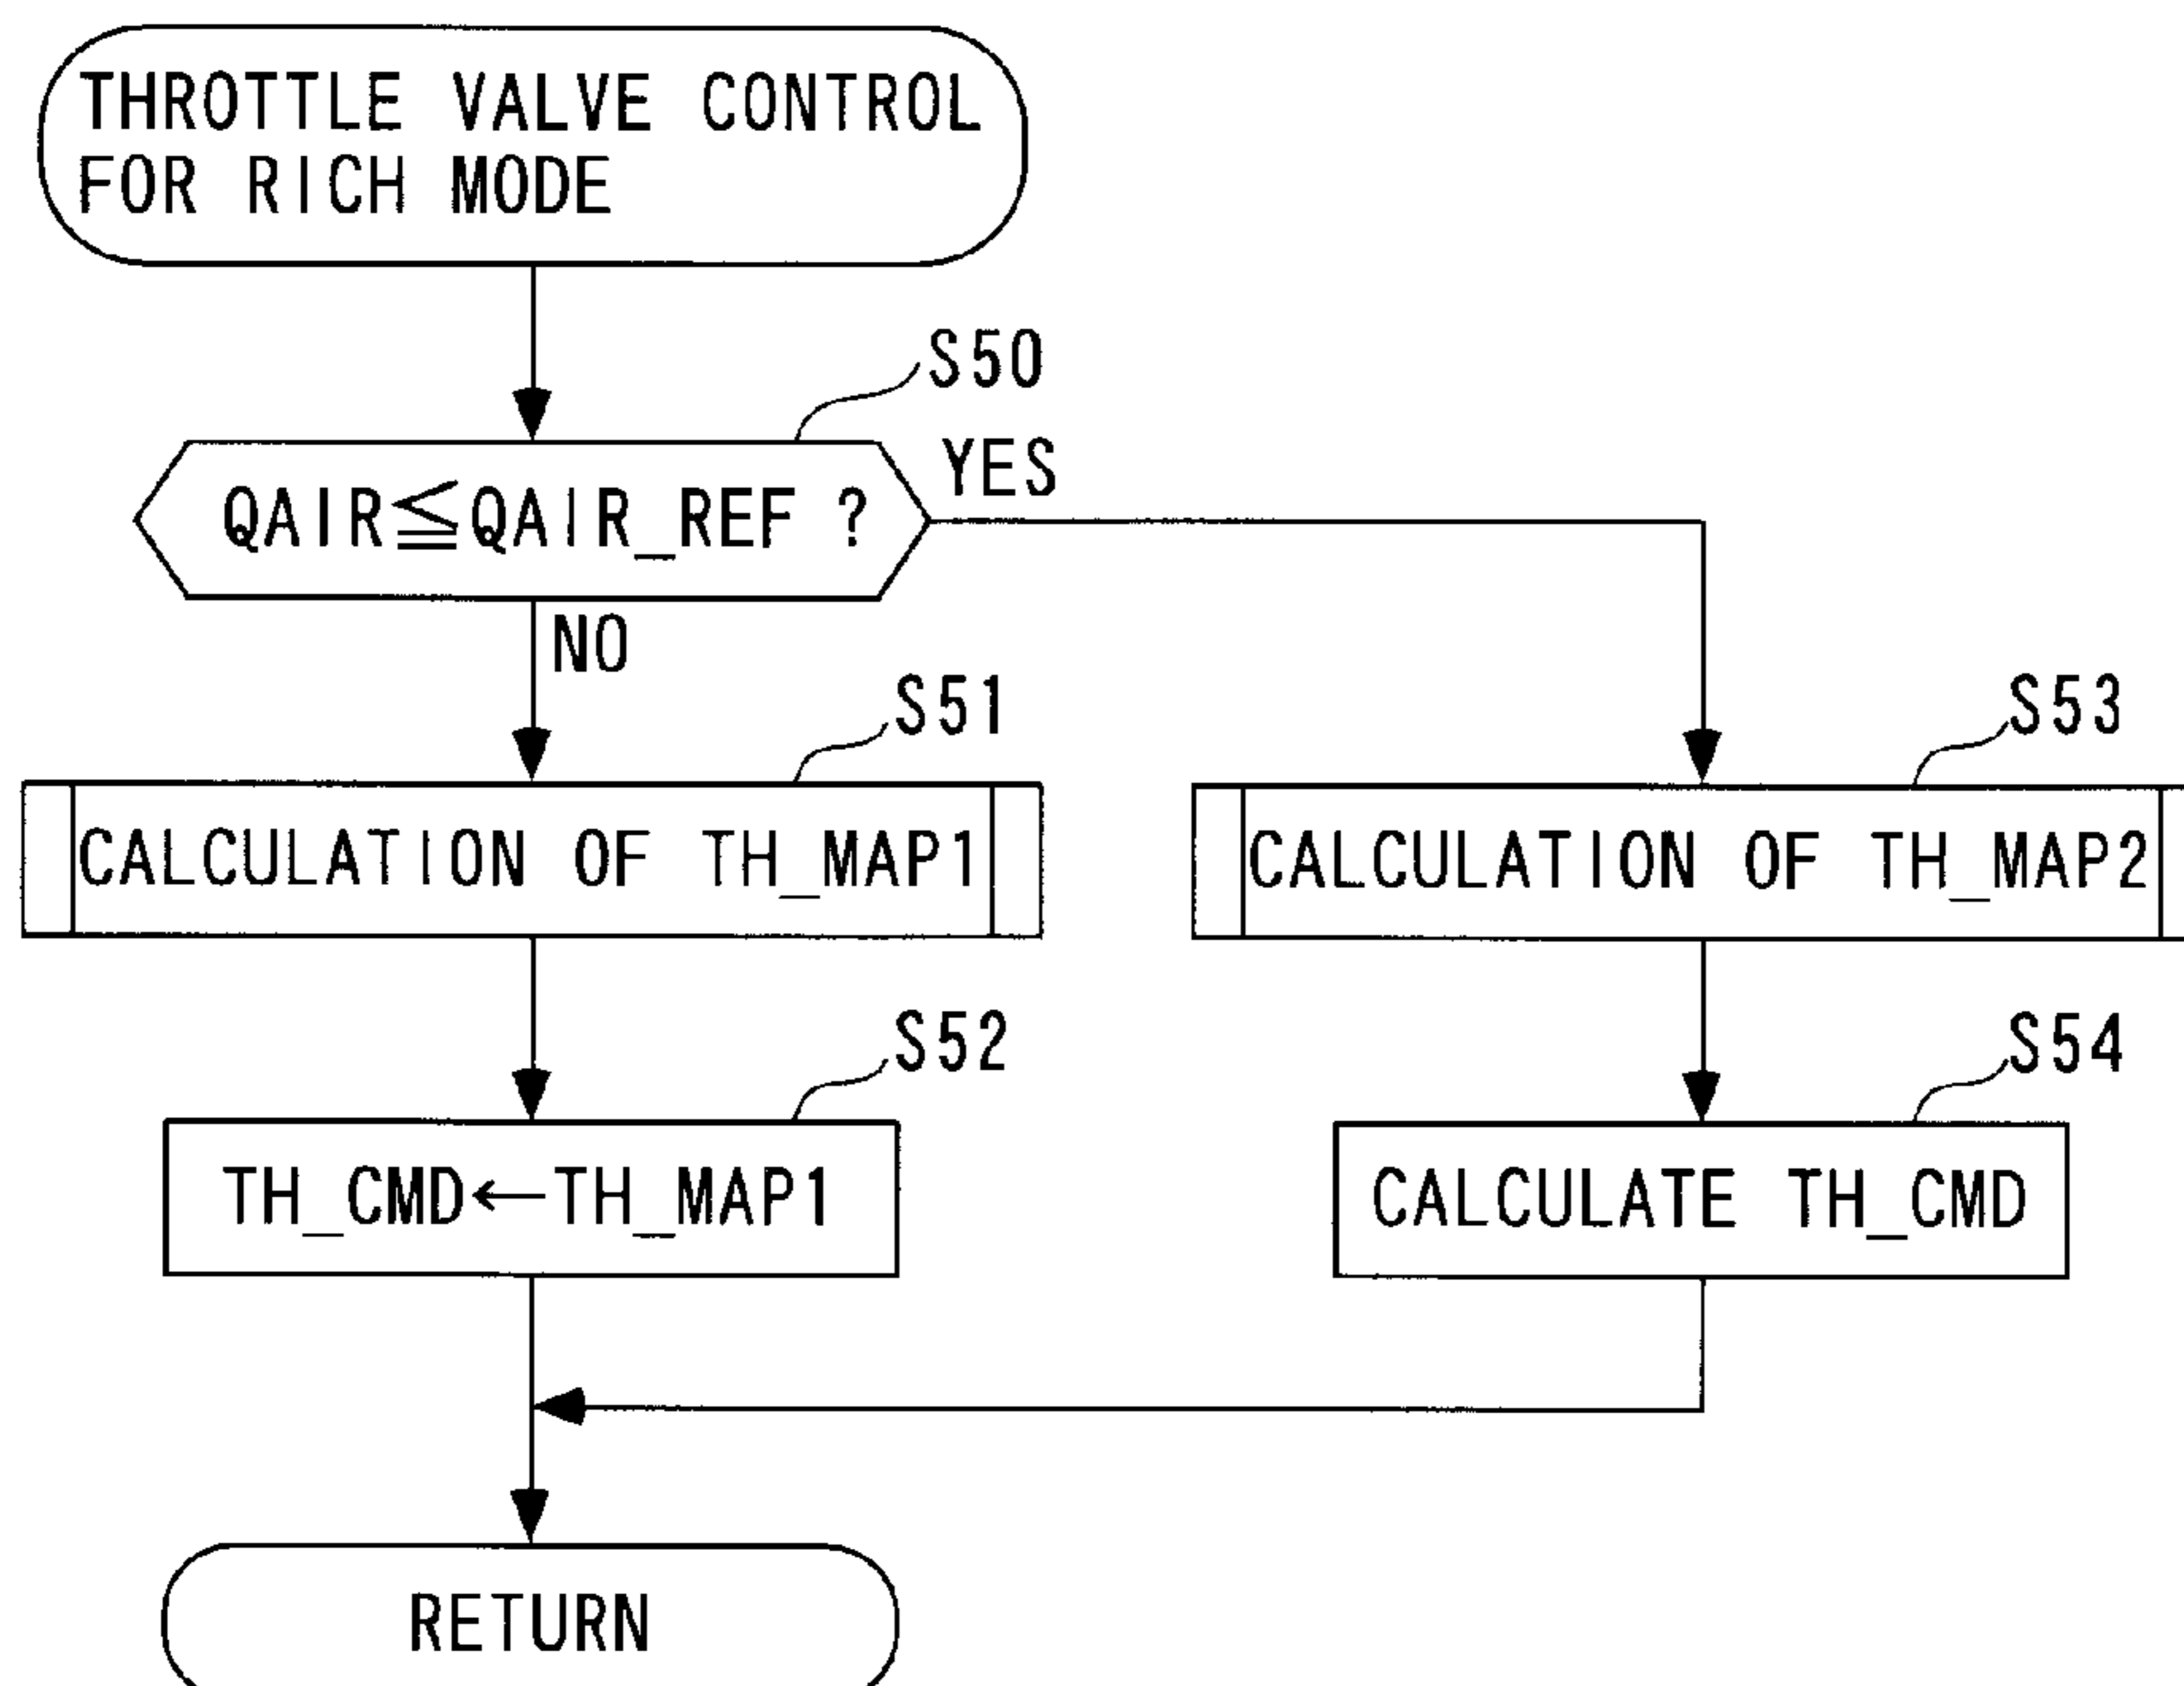 THROTTLE VALVE CONTROL
FOR RICH MODE
S50
QAIR≦QAIR_REF ?
YES
NO
S51
CALCULATION OF TH_MAP1
S53
CALCULATION OF TH_MAP2
S52
TH_CMD←TH_MAP1
S54
CALCULATE TH_CMD
RETURN